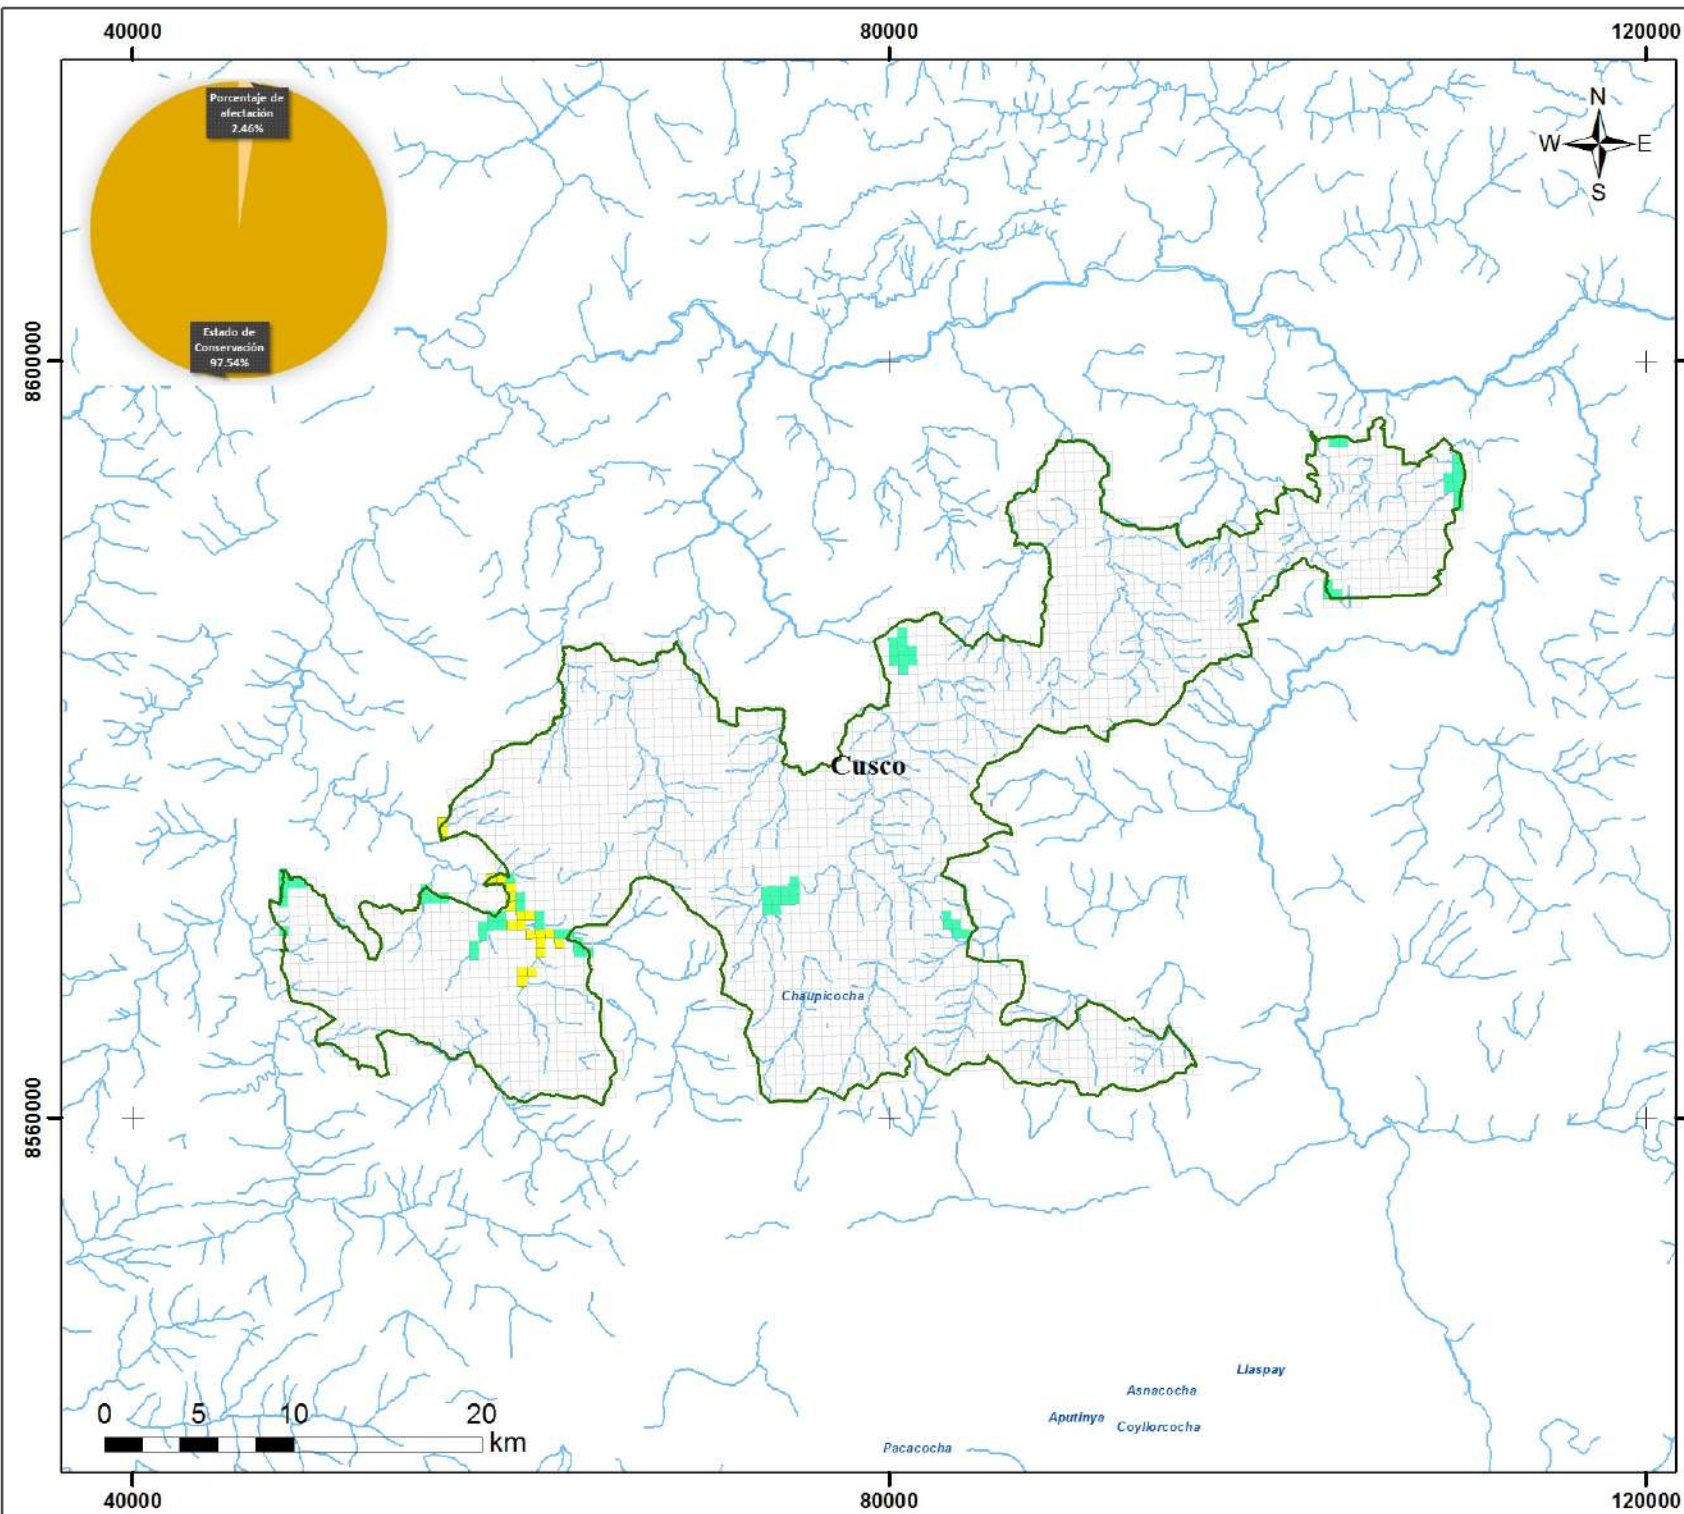 40000
80000
120000
Porcentaje de
afectación
2.46%
N
W
E
S
Estado de
Conservación
97.54%
8600000
Cusco
Chaupicocha
8560000
Llaspay
Asnacocha
Aputinya
Coyllorcocha
Pacacocha
0
5
10
20
km
40000
80000
120000